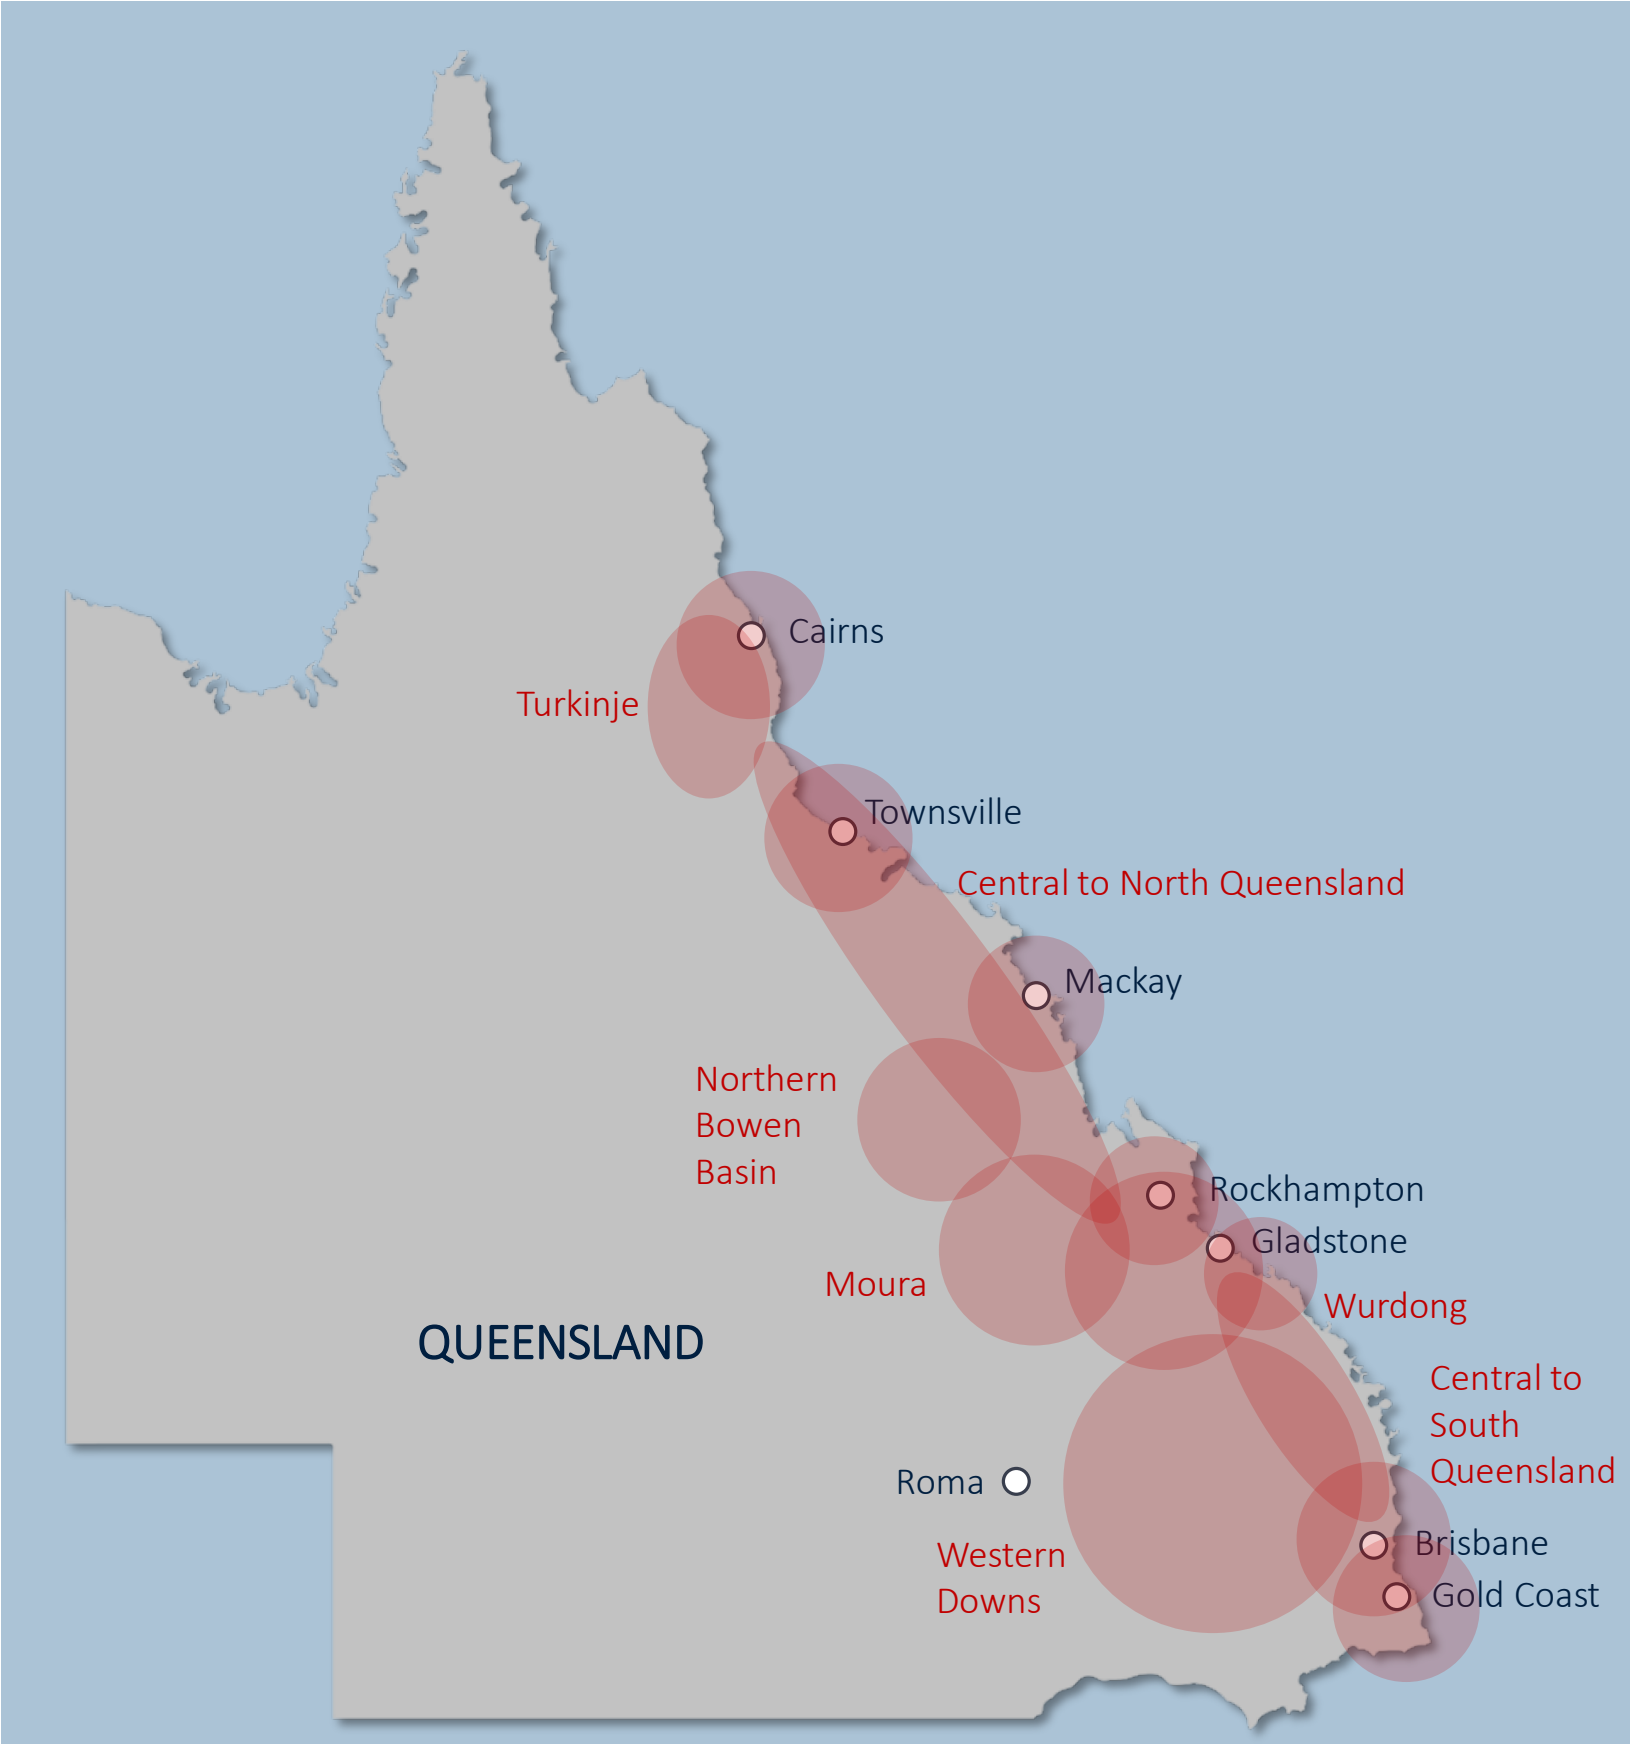 Cairns
Turkinje
Townsville
Central to North Queensland
Mackay
Northern
Bowen
Basin
Rockhampton
Gladstone
Moura
Wurdong
QUEENSLAND
Central to
South
Queensland
Roma
Western
Downs
Brisbane
Gold Coast